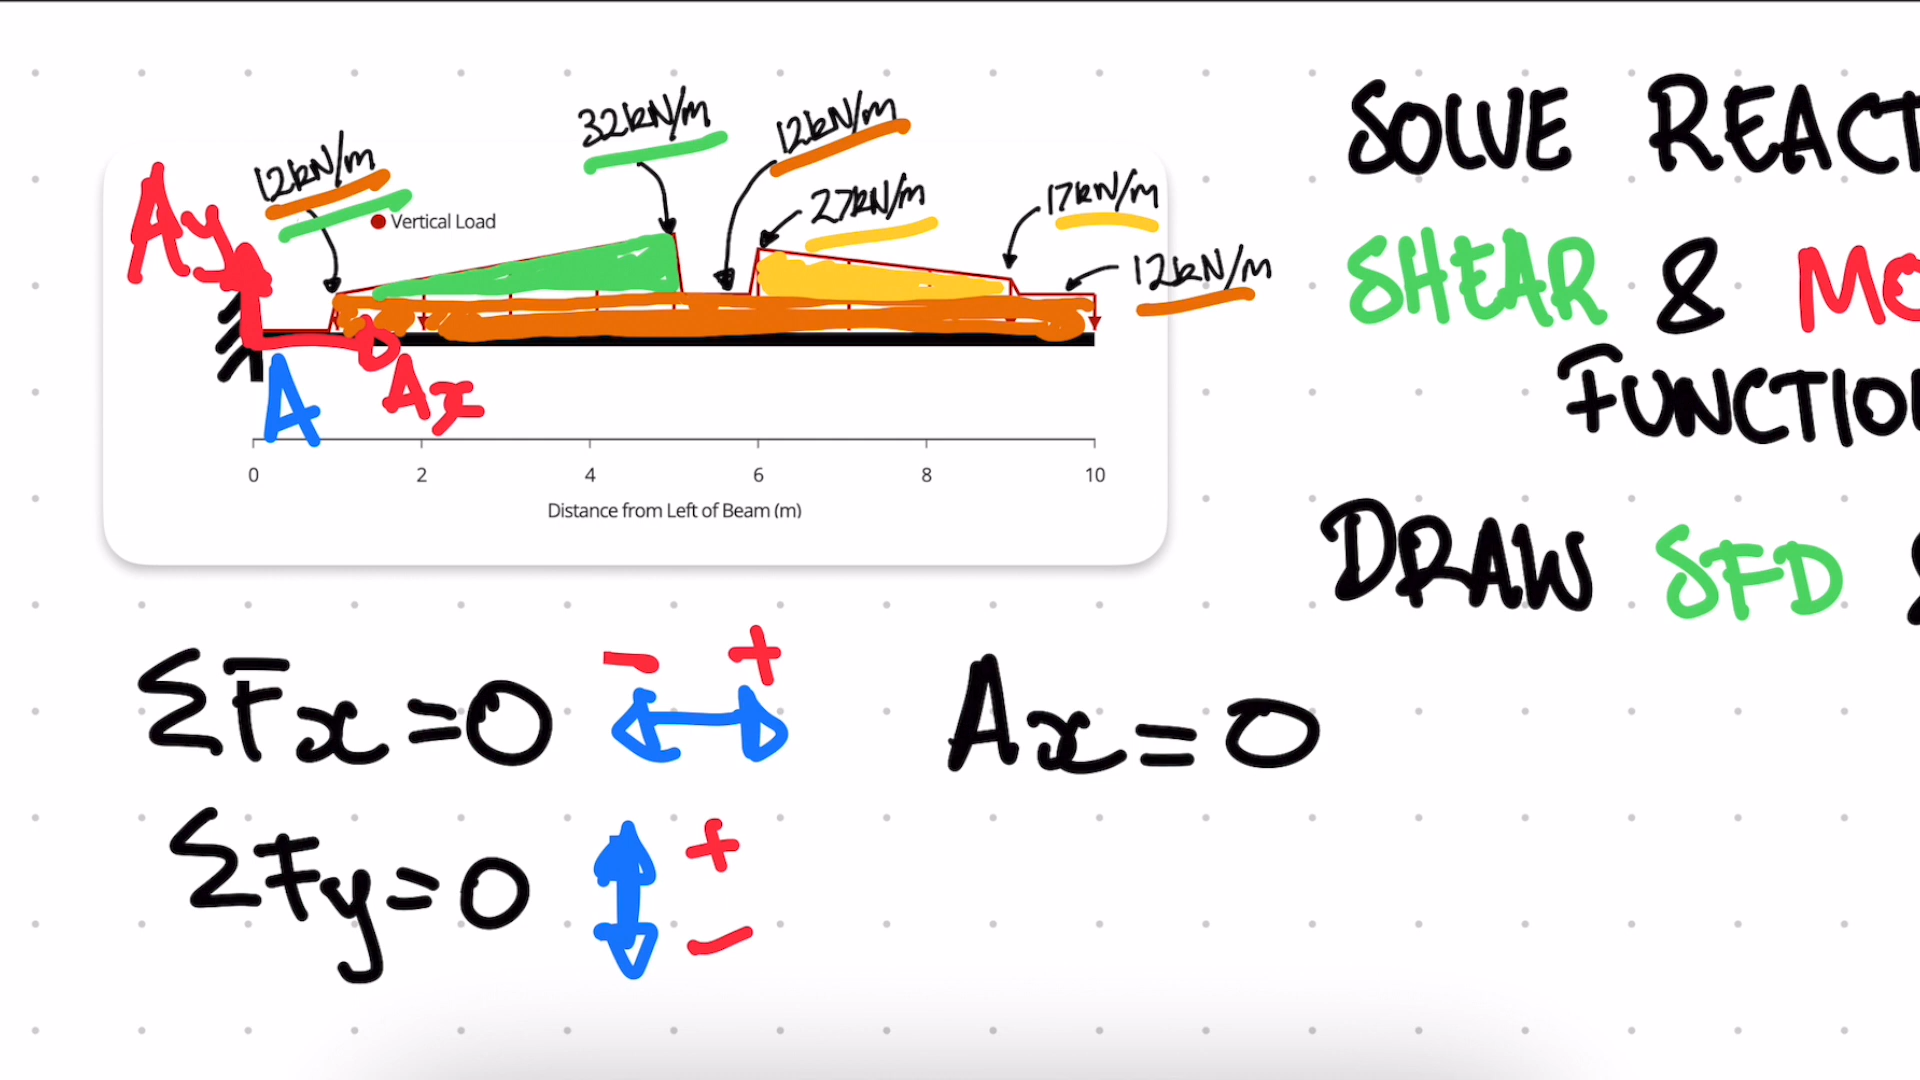 32kN/m
12kN/m
12kN/m
27kN/m
17kN/m
12kN/m
Ay
Vertical Load
A
Ax
0 2 4 6 8 10
Distance from Left of Beam (m)
SOLVE REACT
SHEAR & MO
FUNCTIO
DRAW SFD
ΣFx=0 - + Ax=0
ΣFy=0 + -